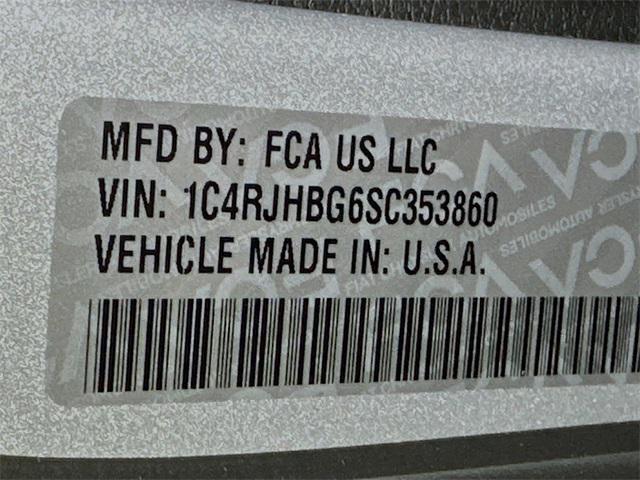 MFD BY: FCA US LLC
VIN: 1C4RJHBG6SC353860
VEHICLE MADE IN: U.S.A.